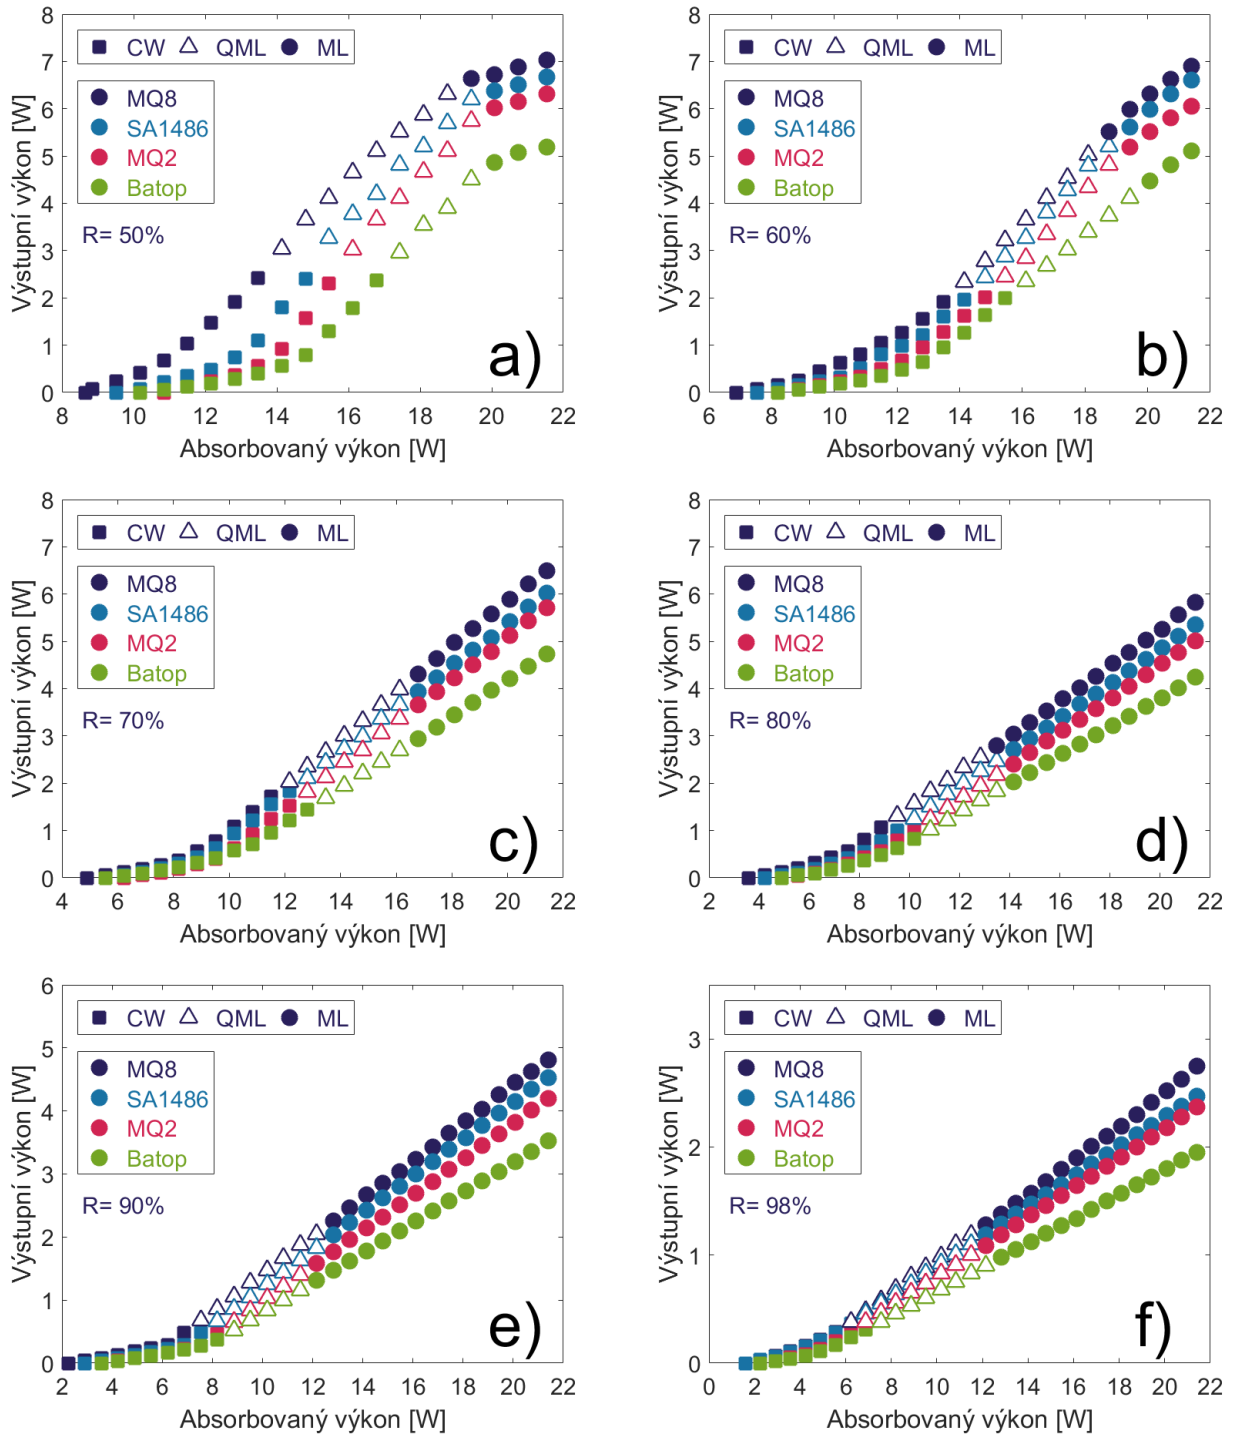 8
7
6
5
4
3
2
1
0
Výstupní výkon [W]
CW QML ML
MQ8
SA1486
MQ2
Batop
R= 50%
a)
8 10 12 14 16 18 20 22
Absorbovaný výkon [W]
8
7
6
5
4
3
2
1
0
Výstupní výkon [W]
CW QML ML
MQ8
SA1486
MQ2
Batop
R= 60%
b)
6 8 10 12 14 16 18 20 22
Absorbovaný výkon [W]
8
7
6
5
4
3
2
1
0
Výstupní výkon [W]
CW QML ML
MQ8
SA1486
MQ2
Batop
R= 70%
c)
4 6 8 10 12 14 16 18 20 22
Absorbovaný výkon [W]
8
7
6
5
4
3
2
1
0
Výstupní výkon [W]
CW QML ML
MQ8
SA1486
MQ2
Batop
R= 80%
d)
2 4 6 8 10 12 14 16 18 20 22
Absorbovaný výkon [W]
6
5
4
3
2
1
0
Výstupní výkon [W]
CW QML ML
MQ8
SA1486
MQ2
Batop
R= 90%
e)
2 4 6 8 10 12 14 16 18 20 22
Absorbovaný výkon [W]
3
2
1
0
Výstupní výkon [W]
CW QML ML
MQ8
SA1486
MQ2
Batop
R= 98%
f)
0 2 4 6 8 10 12 14 16 18 20 22
Absorbovaný výkon [W]